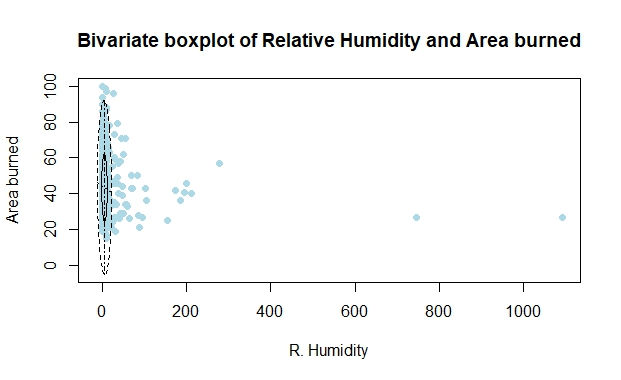 Bivariate boxplot of Relative Humidity and Area burned
Area burned
100
80
60
40
20
0
0 200 400 600 800 1000
R. Humidity